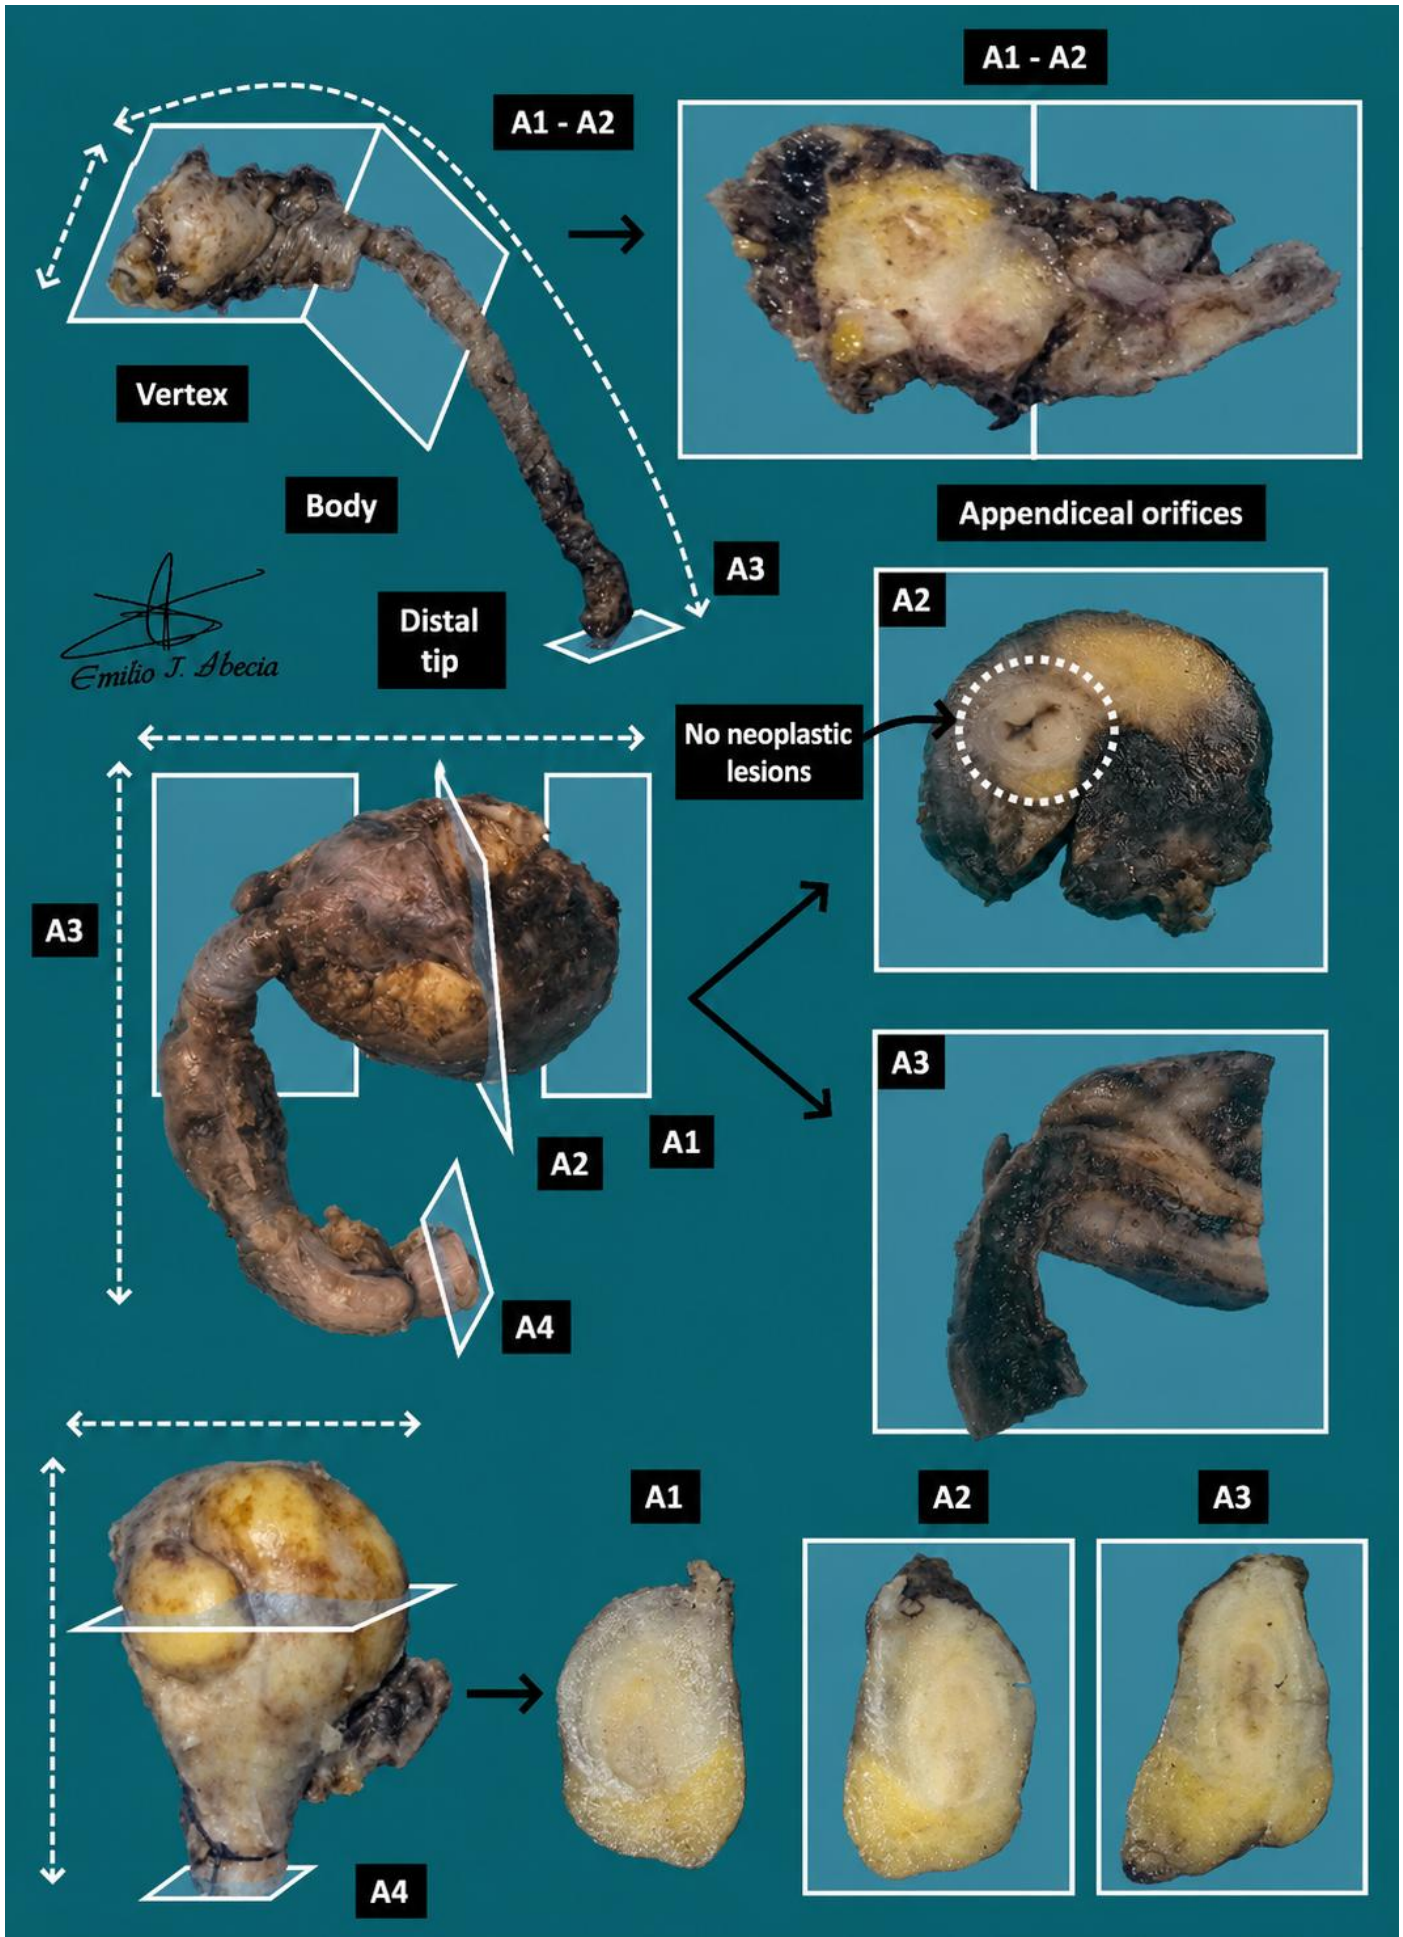 A1 - A2
A1 - A2
Vertex
Body
Appendiceal orifices
A3
A2
Distal
tip
Emilio J. Abecia
No neoplastic
lesions
A3
A3
A1
A2
A4
A1
A2
A3
A4